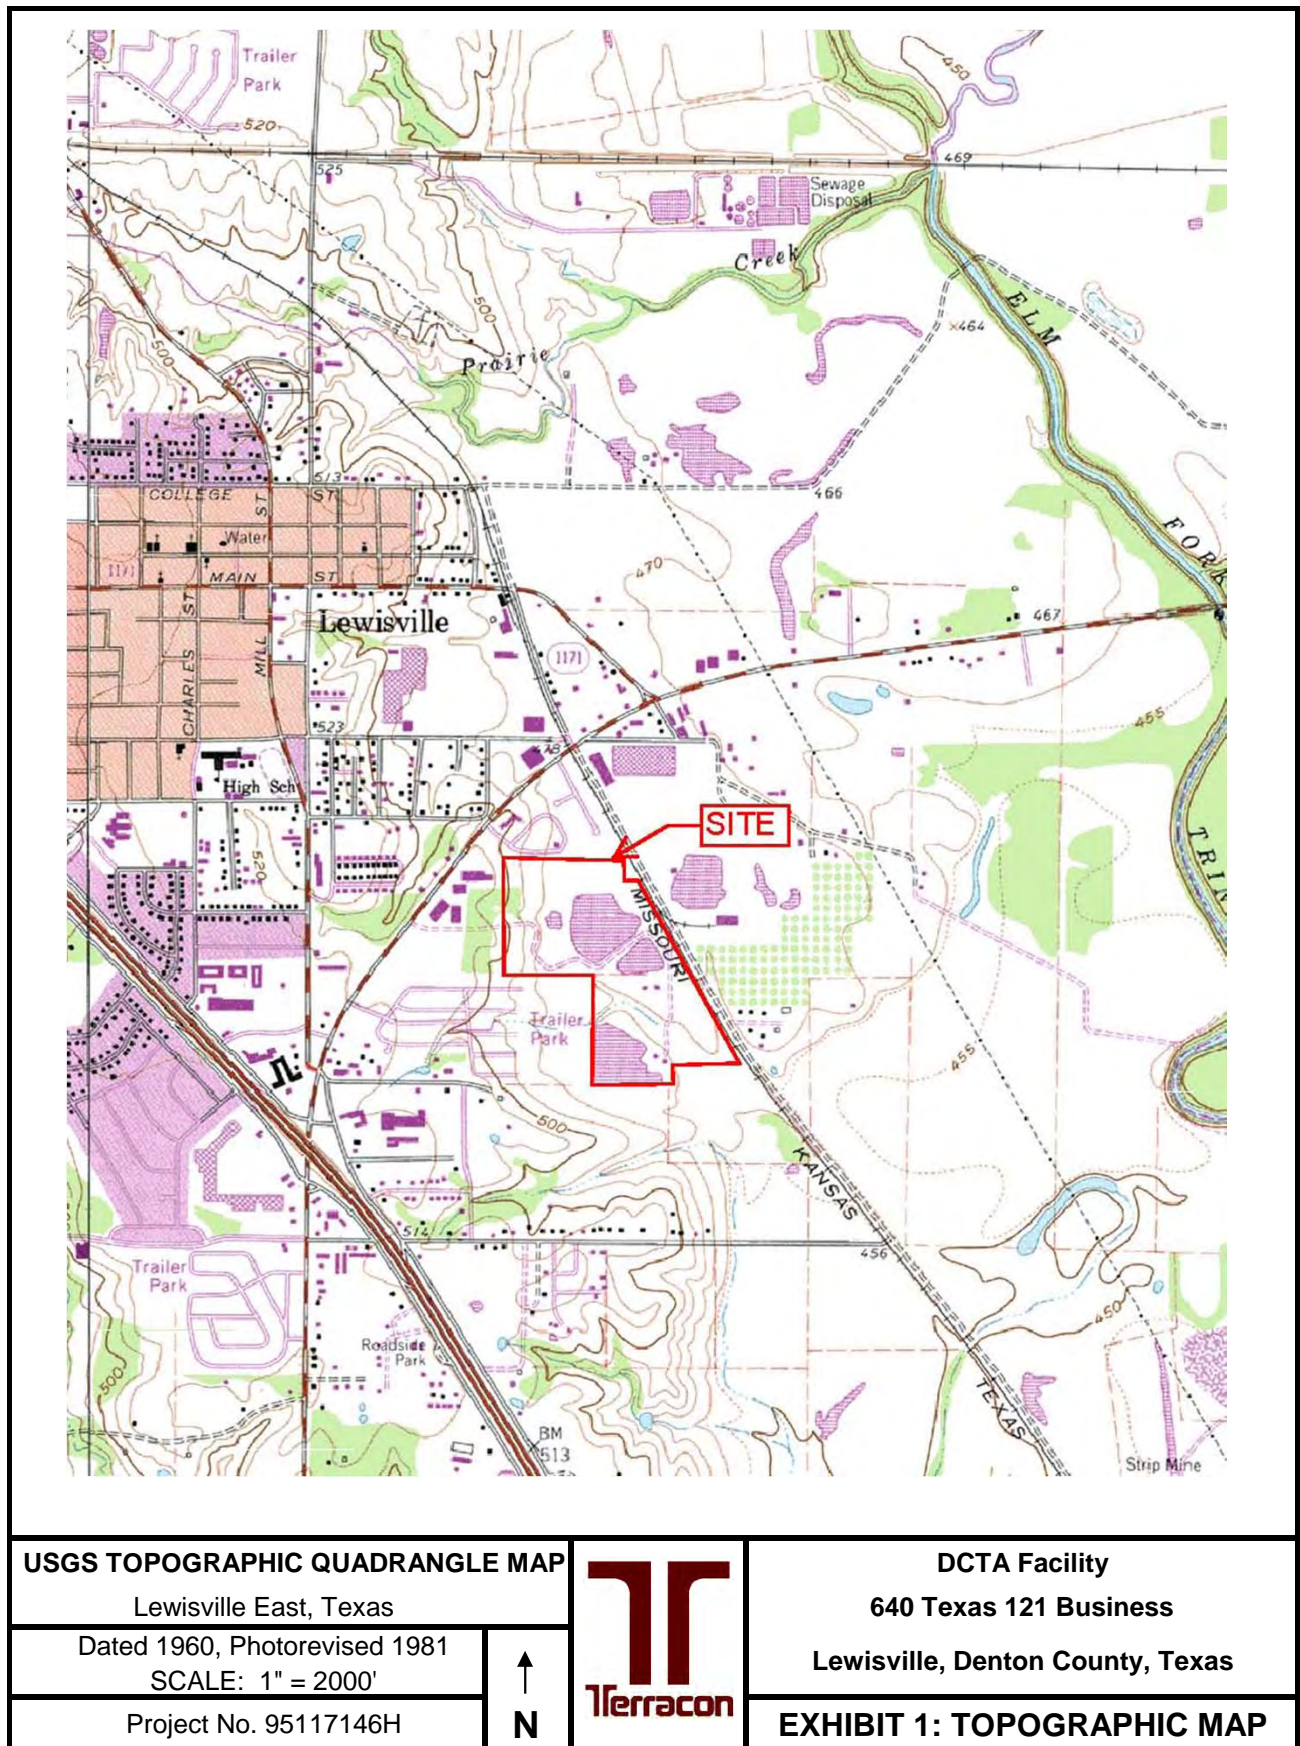 Trailer
Park
450
520
469
525
Sewage
Disposal
Creek
ELM
500
×464
500
Prairie
513
COLLEGE ST
466
ST
FORK
Water
1171
MAIN ST
470
ST
467
Lewisville
MILL
CHARLES
1171
455
523
478
High Sch
SITE
520
TRIN
MISSOURI
Trailer
Park
455
500
KANSAS
514
456
Trailer
Park
450
Roadside
Park
500
TEXAS
BM
513
Strip Mine
USGS TOPOGRAPHIC QUADRANGLE MAP
Lewisville East, Texas
Dated 1960, Photorevised 1981
SCALE: 1" = 2000'
Project No. 95117146H
N
Terracon
DCTA Facility
640 Texas 121 Business
Lewisville, Denton County, Texas
EXHIBIT 1: TOPOGRAPHIC MAP